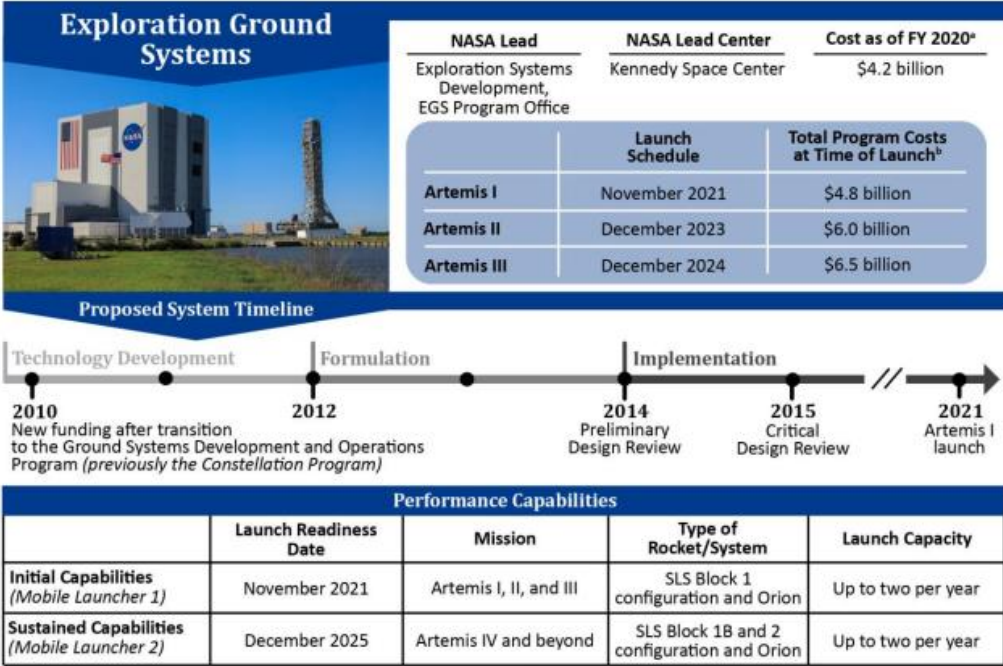 Exploration Ground
Systems
NASA Lead
NASA Lead Center
Cost as of FY 2020ᵃ
Exploration Systems
Development,
EGS Program Office
Kennedy Space Center
$4.2 billion
Launch
Schedule
Total Program Costs
at Time of Launchᵇ
Artemis I
November 2021
$4.8 billion
Artemis II
December 2023
$6.0 billion
Artemis III
December 2024
$6.5 billion
NASA
Proposed System Timeline
Technology Development
Formulation
Implementation
2010
New funding after transition
to the Ground Systems Development and Operations
Program (previously the Constellation Program)
2012
2014
Preliminary
Design Review
2015
Critical
Design Review
2021
Artemis I
launch
Performance Capabilities
Launch Readiness
Date
Mission
Type of
Rocket/System
Launch Capacity
Initial Capabilities
(Mobile Launcher 1)
November 2021
Artemis I, II, and III
SLS Block 1
configuration and Orion
Up to two per year
Sustained Capabilities
(Mobile Launcher 2)
December 2025
Artemis IV and beyond
SLS Block 1B and 2
configuration and Orion
Up to two per year